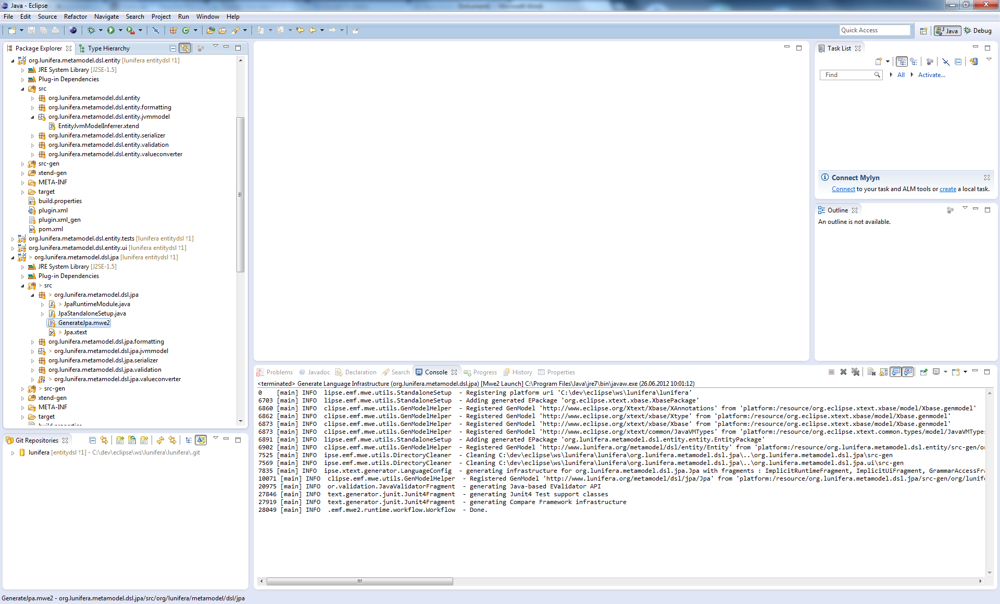 Java - Eclipse
File Edit Source Refactor Navigate Search Project Run Window Help
Quick Access
Java
Debug
Package Explorer
Type Hierarchy
org.lunifera.metamodel.dsl.entity [lunifera entitydsl ↑1]
JRE System Library [J2SE-1.5]
Plug-in Dependencies
src
org.lunifera.metamodel.dsl.entity
org.lunifera.metamodel.dsl.entity.formatting
org.lunifera.metamodel.dsl.entity.jvmmodel
EntityJvmModelInferrer.xtend
org.lunifera.metamodel.dsl.entity.serializer
org.lunifera.metamodel.dsl.entity.validation
org.lunifera.metamodel.dsl.entity.valueconverter
src-gen
xtend-gen
META-INF
target
build.properties
plugin.xml
plugin.xml_gen
pom.xml
org.lunifera.metamodel.dsl.entity.tests [lunifera entitydsl ↑1]
org.lunifera.metamodel.dsl.entity.ui [lunifera entitydsl ↑1]
> org.lunifera.metamodel.dsl.jpa [lunifera entitydsl ↑1]
JRE System Library [J2SE-1.5]
Plug-in Dependencies
> src
> org.lunifera.metamodel.dsl.jpa
> JpaRuntimeModule.java
JpaStandaloneSetup.java
GenerateJpa.mwe2
> Jpa.xtext
org.lunifera.metamodel.dsl.jpa.formatting
> org.lunifera.metamodel.dsl.jpa.jvmmodel
org.lunifera.metamodel.dsl.jpa.serializer
org.lunifera.metamodel.dsl.jpa.validation
> org.lunifera.metamodel.dsl.jpa.valueconverter
> src-gen
xtend-gen
META-INF
target
build.properties
Git Repositories
lunifera [entitydsl ↑1] - C:\dev\eclipse\ws\lunifera\lunifera\.git
Task List
Find
All
Activate...
Connect Mylyn
Connect to your task and ALM tools or create a local task.
Outline
An outline is not available.
Problems @ Javadoc Declaration Search Console Progress History Properties
<terminated> Generate Language Infrastructure (org.lunifera.metamodel.dsl.jpa) [Mwe2 Launch] C:\Program Files\Java\jre7\bin\javaw.exe (26.06.2012 10:01:12)
0 [main] INFO lipse.emf.mwe.utils.StandaloneSetup - Registering platform uri 'C:\dev\eclipse\ws\lunifera\lunifera'
6703 [main] INFO lipse.emf.mwe.utils.StandaloneSetup - Adding generated EPackage 'org.eclipse.xtext.xbase.XbasePackage'
6860 [main] INFO clipse.emf.mwe.utils.GenModelHelper - Registered GenModel 'http://www.eclipse.org/Xtext/Xbase/XAnnotations' from 'platform:/resource/org.eclipse.xtext.xbase/model/Xbase.genmodel'
6862 [main] INFO clipse.emf.mwe.utils.GenModelHelper - Registered GenModel 'http://www.eclipse.org/xtext/xbase/Xtype' from 'platform:/resource/org.eclipse.xtext.xbase/model/Xbase.genmodel'
6873 [main] INFO clipse.emf.mwe.utils.GenModelHelper - Registered GenModel 'http://www.eclipse.org/xtext/xbase/Xbase' from 'platform:/resource/org.eclipse.xtext.xbase/model/Xbase.genmodel'
6873 [main] INFO clipse.emf.mwe.utils.GenModelHelper - Registered GenModel 'http://www.eclipse.org/xtext/common/JavaVMTypes' from 'platform:/resource/org.eclipse.xtext.common.types/model/JavaVMTypes
6891 [main] INFO lipse.emf.mwe.utils.StandaloneSetup - Adding generated EPackage 'org.lunifera.metamodel.dsl.entity.entity.EntityPackage'
6902 [main] INFO clipse.emf.mwe.utils.GenModelHelper - Registered GenModel 'http://www.lunifera.org/metamodel/dsl/entity/Entity' from 'platform:/resource/org.lunifera.metamodel.dsl.entity/src-gen/or
7525 [main] INFO ipse.emf.mwe.utils.DirectoryCleaner - Cleaning C:\dev\eclipse\ws\lunifera\lunifera\org.lunifera.metamodel.dsl.jpa\..\org.lunifera.metamodel.dsl.jpa\src-gen
7569 [main] INFO ipse.emf.mwe.utils.DirectoryCleaner - Cleaning C:\dev\eclipse\ws\lunifera\lunifera\org.lunifera.metamodel.dsl.jpa\..\org.lunifera.metamodel.dsl.jpa.ui\src-gen
7835 [main] INFO ipse.xtext.generator.LanguageConfig - generating infrastructure for org.lunifera.metamodel.dsl.jpa.Jpa with fragments : ImplicitRuntimeFragment, ImplicitUiFragment, GrammarAccessFra
10071 [main] INFO clipse.emf.mwe.utils.GenModelHelper - Registered GenModel 'http://www.lunifera.org/metamodel/dsl/jpa/Jpa' from 'platform:/resource/org.lunifera.metamodel.dsl.jpa/src-gen/org/lunif
20975 [main] INFO or.validation.JavaValidatorFragment - generating Java-based EValidator API
27846 [main] INFO text.generator.junit.Junit4Fragment - generating Junit4 Test support classes
27919 [main] INFO text.generator.junit.Junit4Fragment - generating Compare Framework infrastructure
28049 [main] INFO .emf.mwe2.runtime.workflow.Workflow - Done.
GenerateJpa.mwe2 - org.lunifera.metamodel.dsl.jpa/src/org/lunifera/metamodel/dsl/jpa